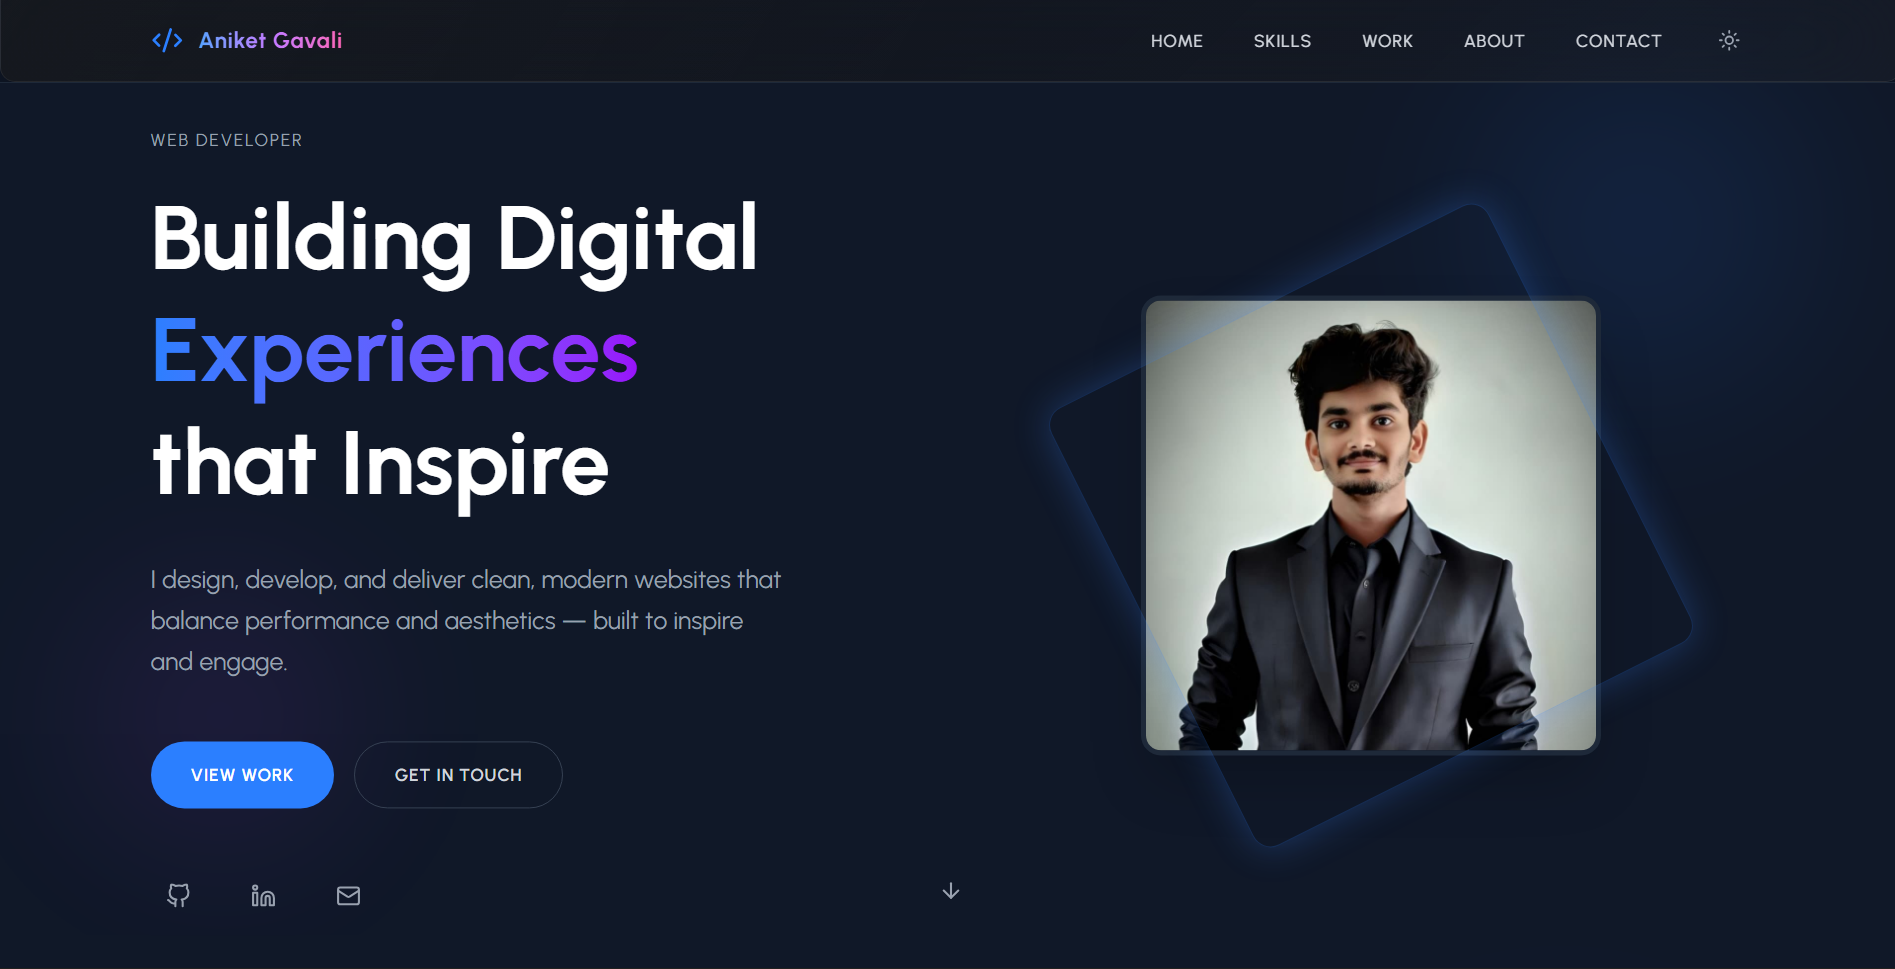 Aniket Gavali
HOME SKILLS WORK ABOUT CONTACT
WEB DEVELOPER
Building Digital
Experiences
that Inspire
I design, develop, and deliver clean, modern websites that
balance performance and aesthetics — built to inspire
and engage.
VIEW WORK GET IN TOUCH